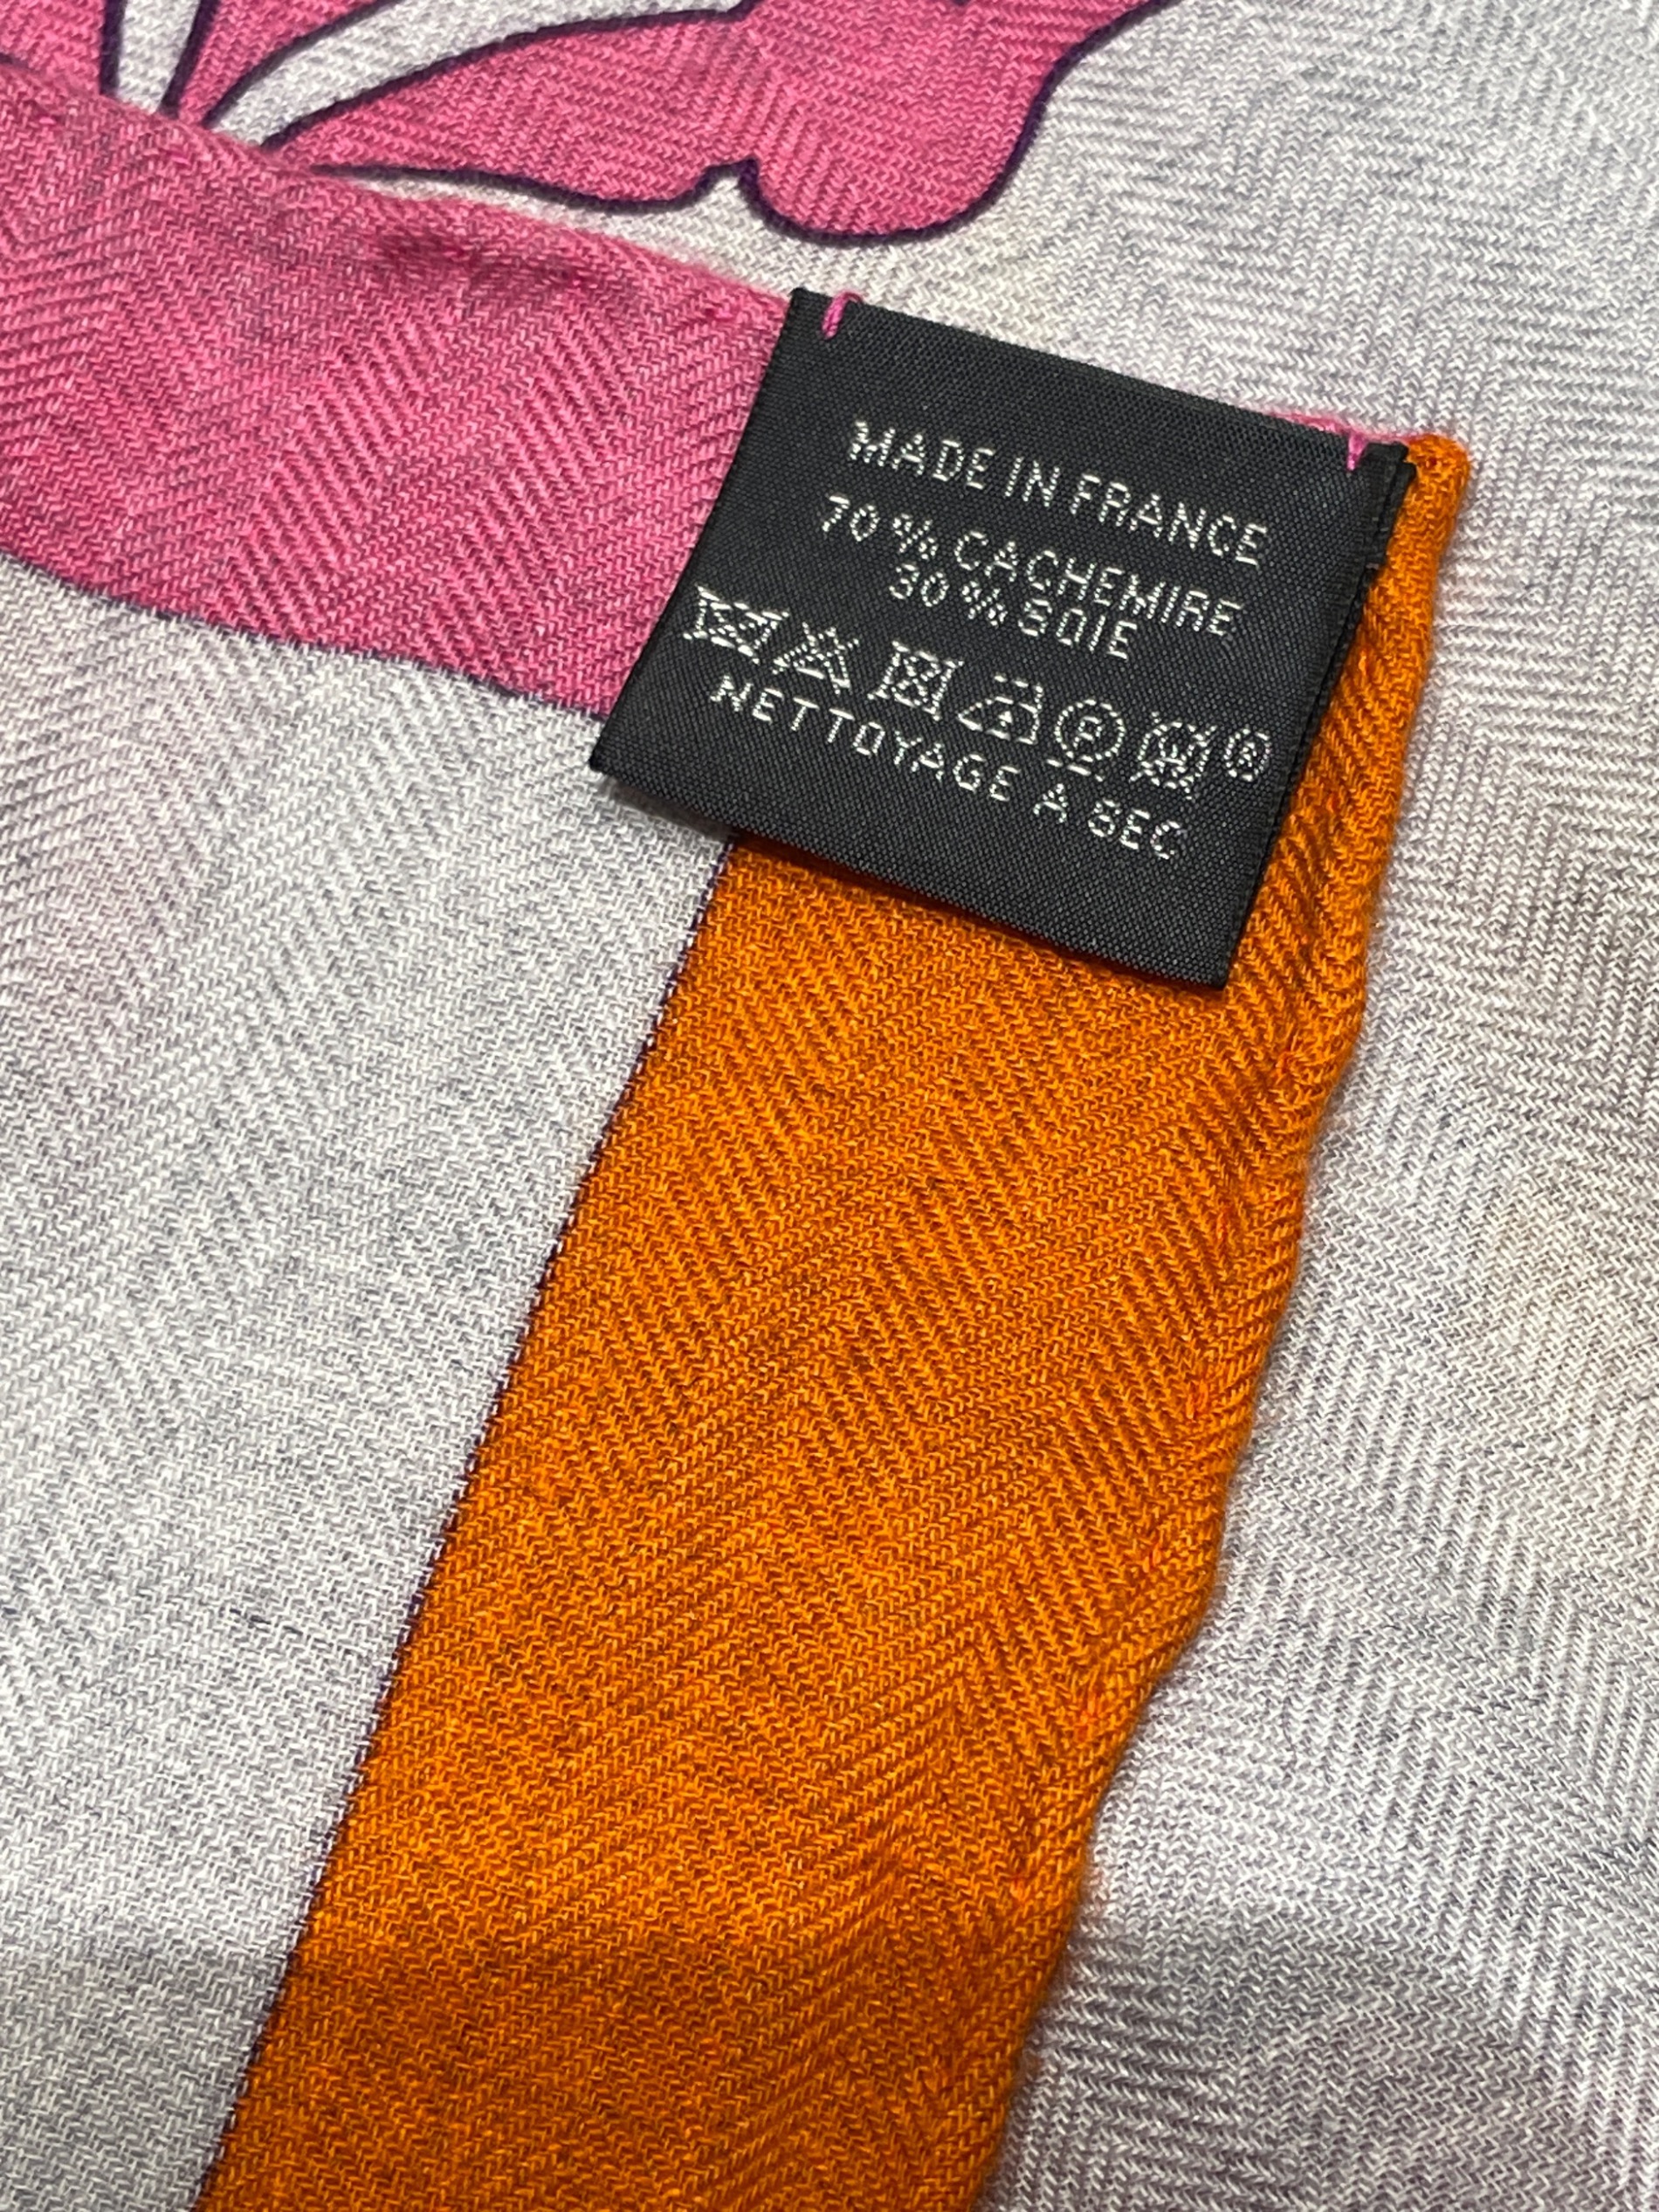 MADE IN FRANCE
70 % CACHEMIRE
30 % SOIE
P W ®
NETTOYAGE A SEC